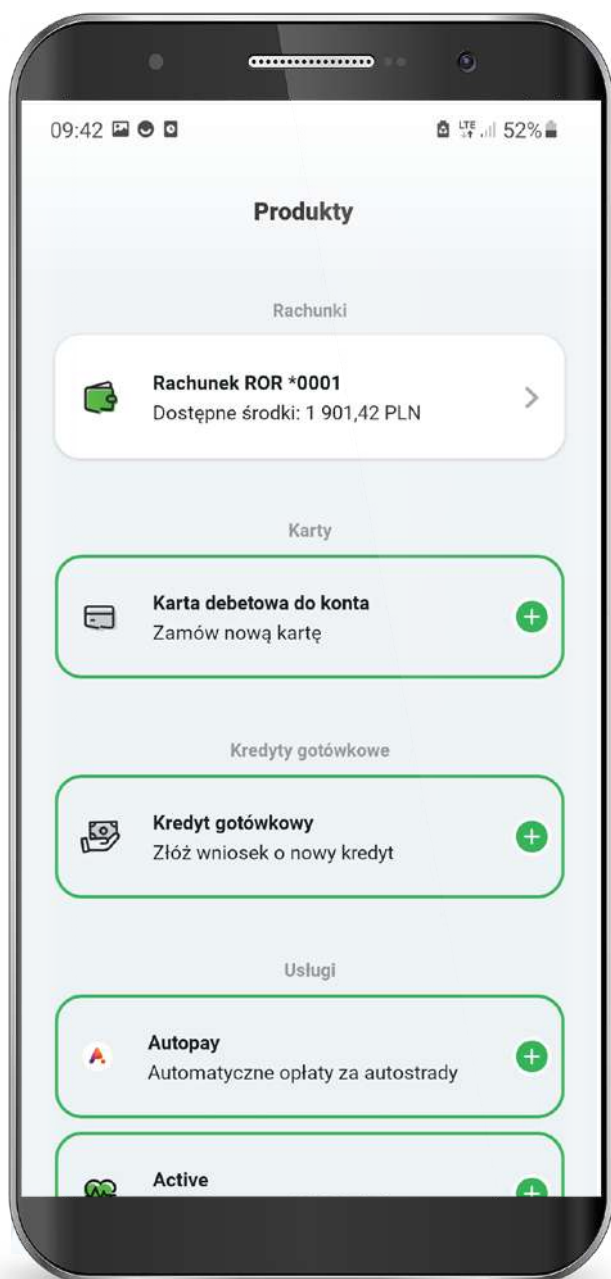 09:42
LTE
52%
Produkty
Rachunki
Rachunek ROR *0001
Dostępne środki: 1 901,42 PLN
Karty
Karta debetowa do konta
Zamów nową kartę
Kredyty gotówkowe
Kredyt gotówkowy
Złóż wniosek o nowy kredyt
Usługi
Autopay
Automatyczne opłaty za autostrady
Active